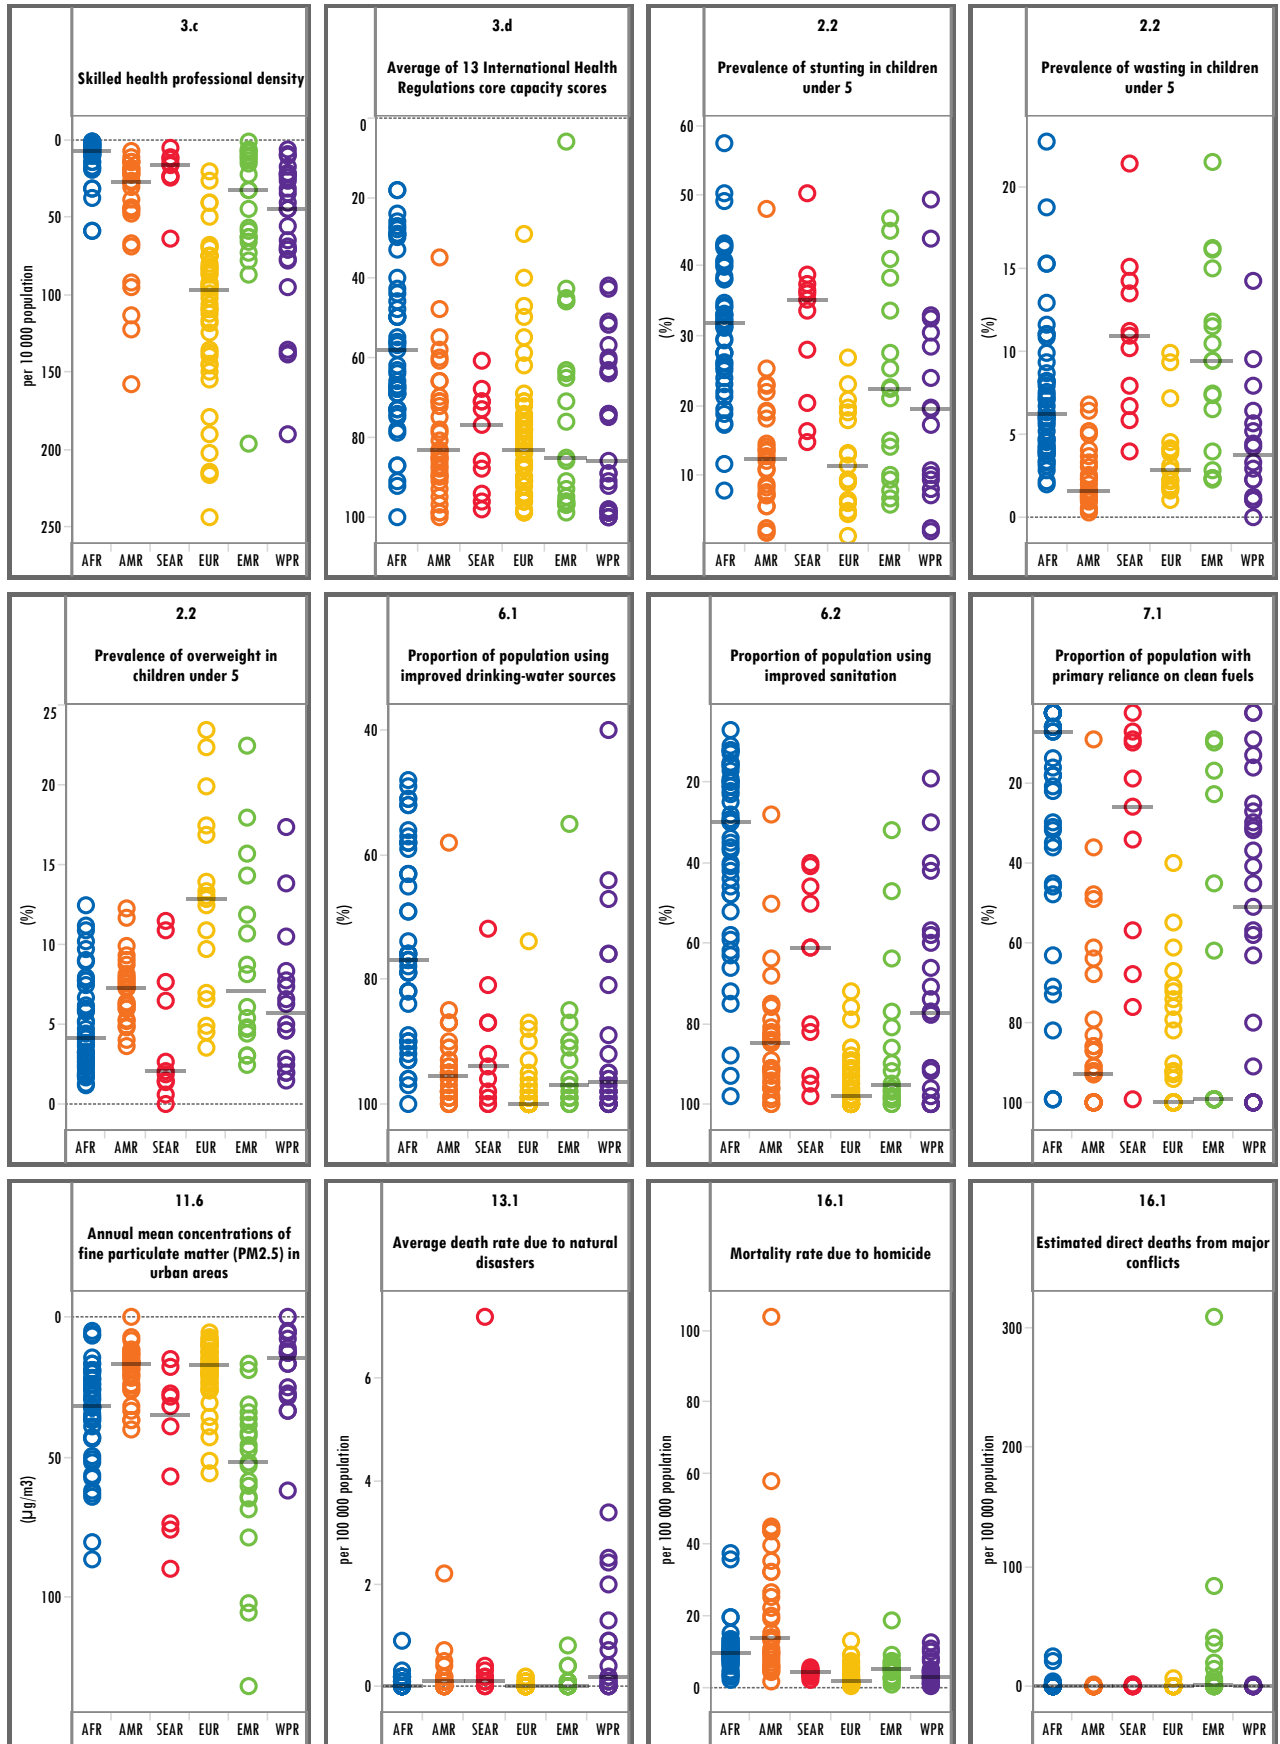 3.c
Skilled health professional density
per 10 000 population
0
50
100
150
200
250
AFR AMR SEAR EUR EMR WPR
3.d
Average of 13 International Health
Regulations core capacity scores
0
20
40
60
80
100
AFR AMR SEAR EUR EMR WPR
2.2
Prevalence of stunting in children
under 5
(%)
60
50
40
30
20
10
AFR AMR SEAR EUR EMR WPR
2.2
Prevalence of wasting in children
under 5
(%)
20
15
10
5
0
AFR AMR SEAR EUR EMR WPR
2.2
Prevalence of overweight in
children under 5
(%)
25
20
15
10
5
0
AFR AMR SEAR EUR EMR WPR
6.1
Proportion of population using
improved drinking-water sources
(%)
40
60
80
100
AFR AMR SEAR EUR EMR WPR
6.2
Proportion of population using
improved sanitation
(%)
20
40
60
80
100
AFR AMR SEAR EUR EMR WPR
7.1
Proportion of population with
primary reliance on clean fuels
(%)
20
40
60
80
100
AFR AMR SEAR EUR EMR WPR
11.6
Annual mean concentrations of
fine particulate matter (PM2.5) in
urban areas
(µg/m3)
0
50
100
AFR AMR SEAR EUR EMR WPR
13.1
Average death rate due to natural
disasters
per 100 000 population
6
4
2
0
AFR AMR SEAR EUR EMR WPR
16.1
Mortality rate due to homicide
per 100 000 population
100
80
60
40
20
0
AFR AMR SEAR EUR EMR WPR
16.1
Estimated direct deaths from major
conflicts
per 100 000 population
300
200
100
0
AFR AMR SEAR EUR EMR WPR